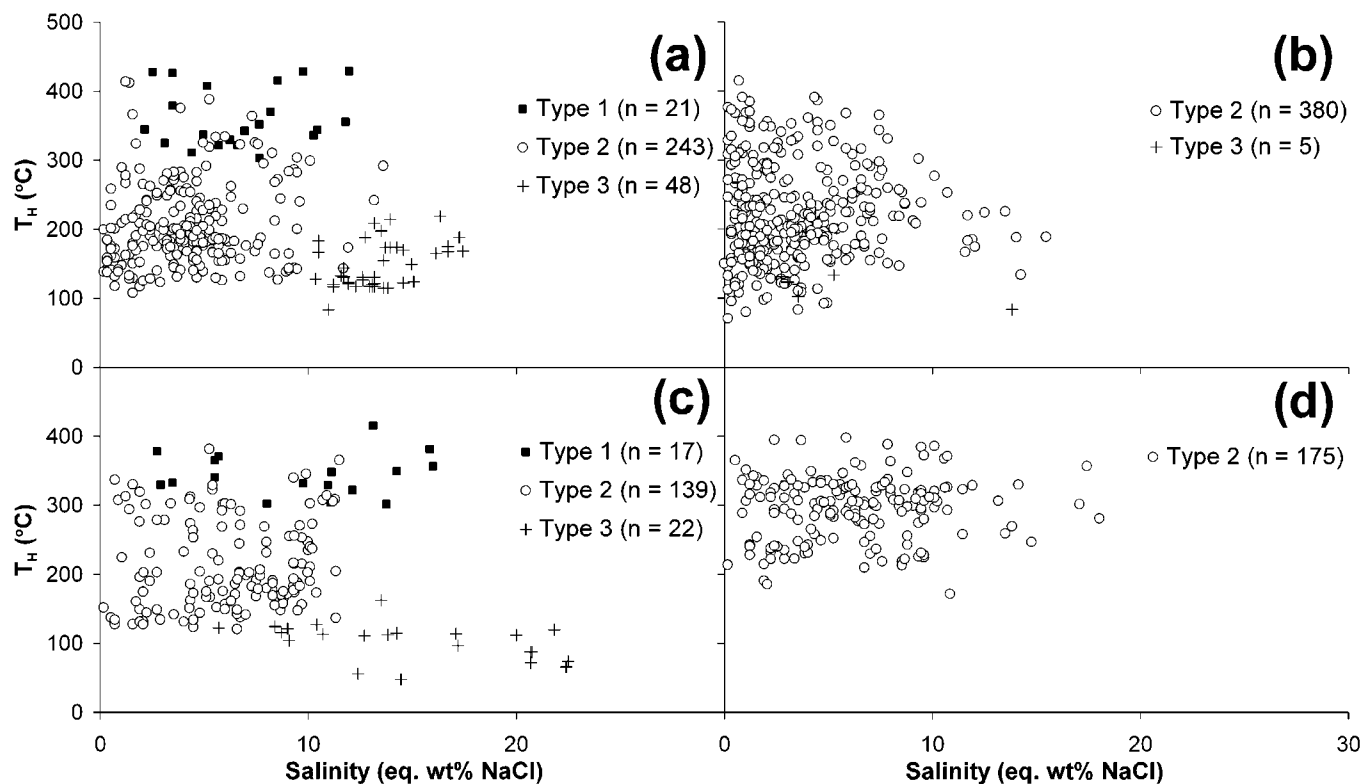 500
400
300
200
100
0
T_H (°C)
(a)
■ Type 1 (n = 21)
○ Type 2 (n = 243)
+ Type 3 (n = 48)
(b)
○ Type 2 (n = 380)
+ Type 3 (n = 5)
400
300
200
100
0
T_H (°C)
(c)
■ Type 1 (n = 17)
○ Type 2 (n = 139)
+ Type 3 (n = 22)
(d)
○ Type 2 (n = 175)
0 10 20
Salinity (eq. wt% NaCl)
0 10 20 30
Salinity (eq. wt% NaCl)